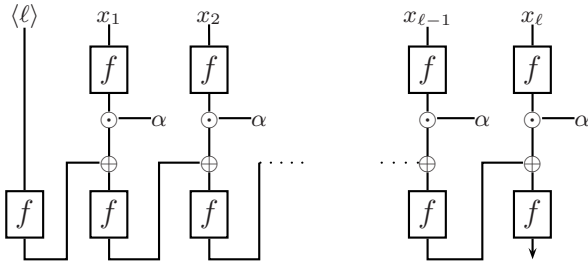 ⟨ℓ⟩ x₁ x₂ xℓ₋₁ xℓ
f f f f
⊙ α ⊙ α ⊙ α ⊙ α
⊕ ⊕ ····· ····· ⊕ ⊕
f f f f f